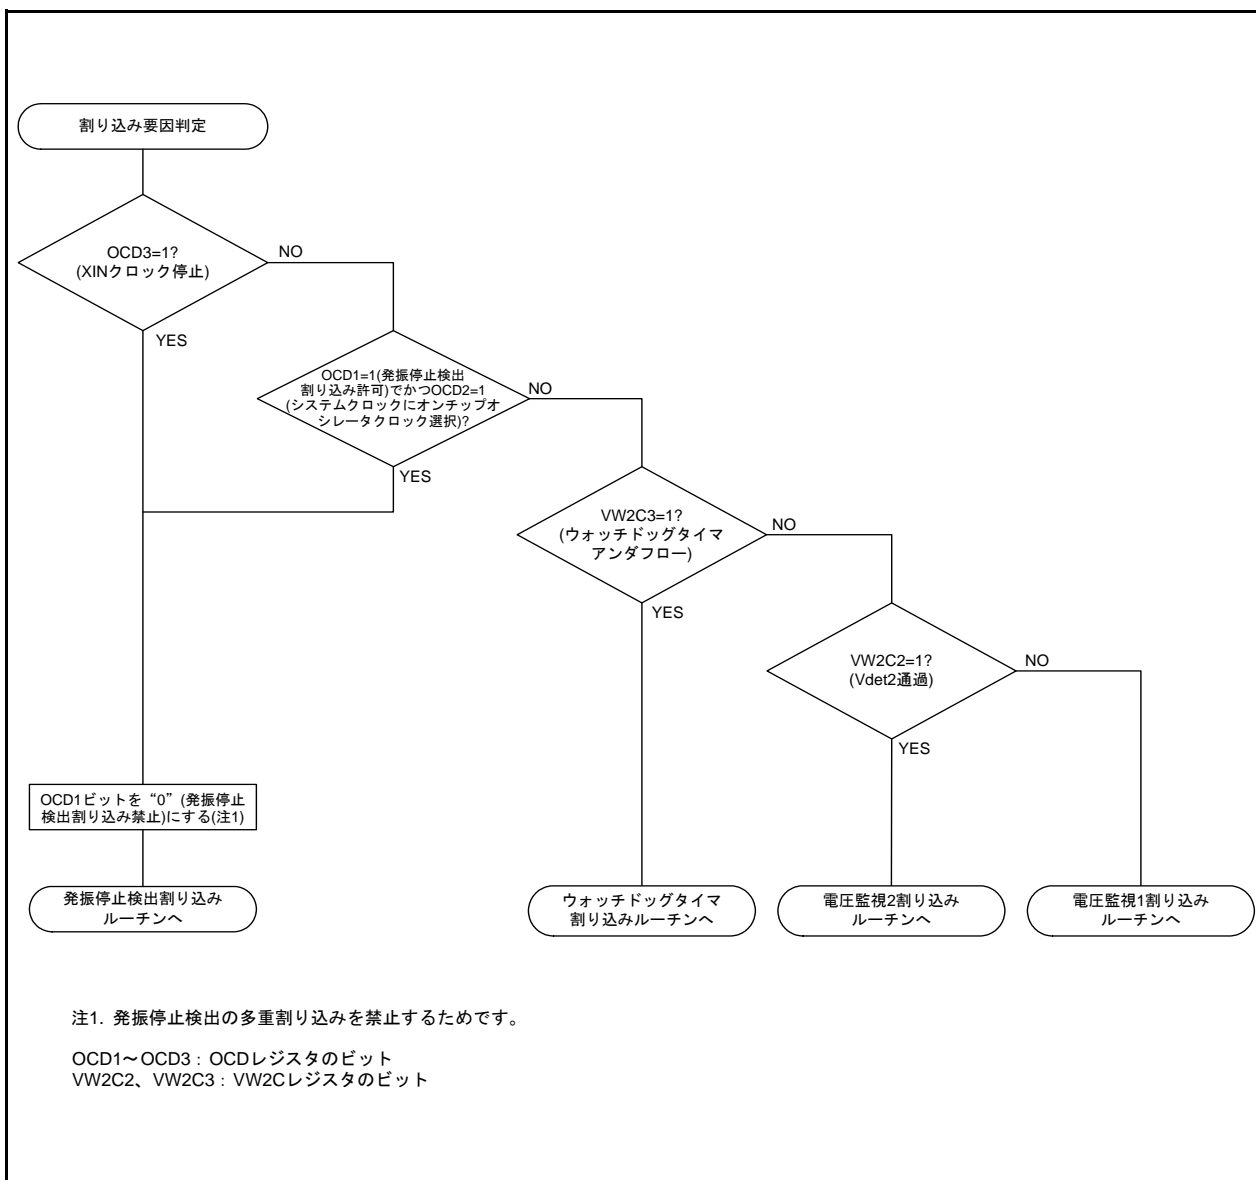 割り込み要因判定
OCD3=1?
(XINクロック停止)
NO
YES
OCD1=1(発振停止検出
割り込み許可)でかつOCD2=1
(システムクロックにオンチップオ
シレータクロック選択)?
NO
YES
VW2C3=1?
(ウォッチドッグタイマ
アンダフロー)
NO
YES
VW2C2=1?
(Vdet2通過)
NO
YES
OCD1ビットを“0”(発振停止
検出割り込み禁止)にする(注1)
発振停止検出割り込み
ルーチンへ
ウォッチドッグタイマ
割り込みルーチンへ
電圧監視2割り込み
ルーチンへ
電圧監視1割り込み
ルーチンへ
注1. 発振停止検出の多重割り込みを禁止するためです。
OCD1～OCD3：OCDレジスタのビット
VW2C2、VW2C3：VW2Cレジスタのビット